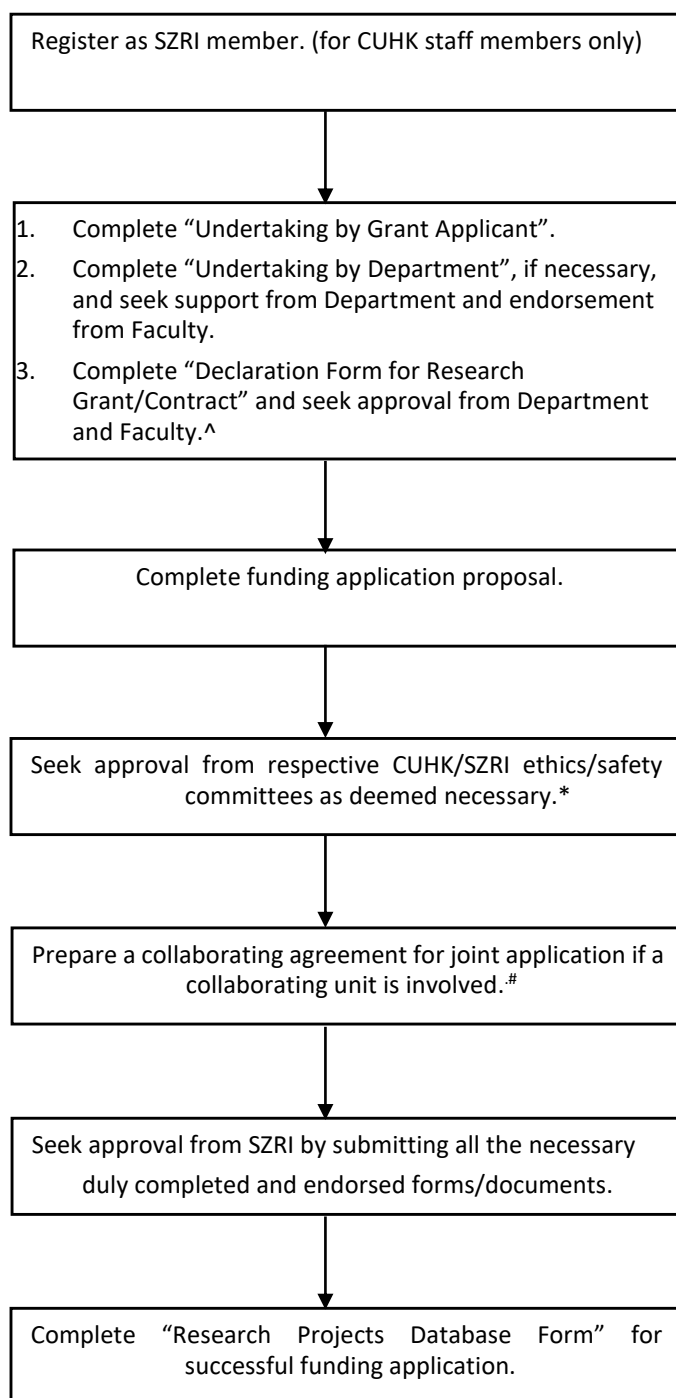 Register as SZRI member. (for CUHK staff members only)
1. Complete “Undertaking by Grant Applicant”.
2. Complete “Undertaking by Department”, if necessary,
and seek support from Department and endorsement
from Faculty.
3. Complete “Declaration Form for Research
Grant/Contract” and seek approval from Department
and Faculty.^
Complete funding application proposal.
Seek approval from respective CUHK/SZRI ethics/safety
committees as deemed necessary.*
Prepare a collaborating agreement for joint application if a
collaborating unit is involved..#
Seek approval from SZRI by submitting all the necessary
duly completed and endorsed forms/documents.
Complete “Research Projects Database Form” for
successful funding application.